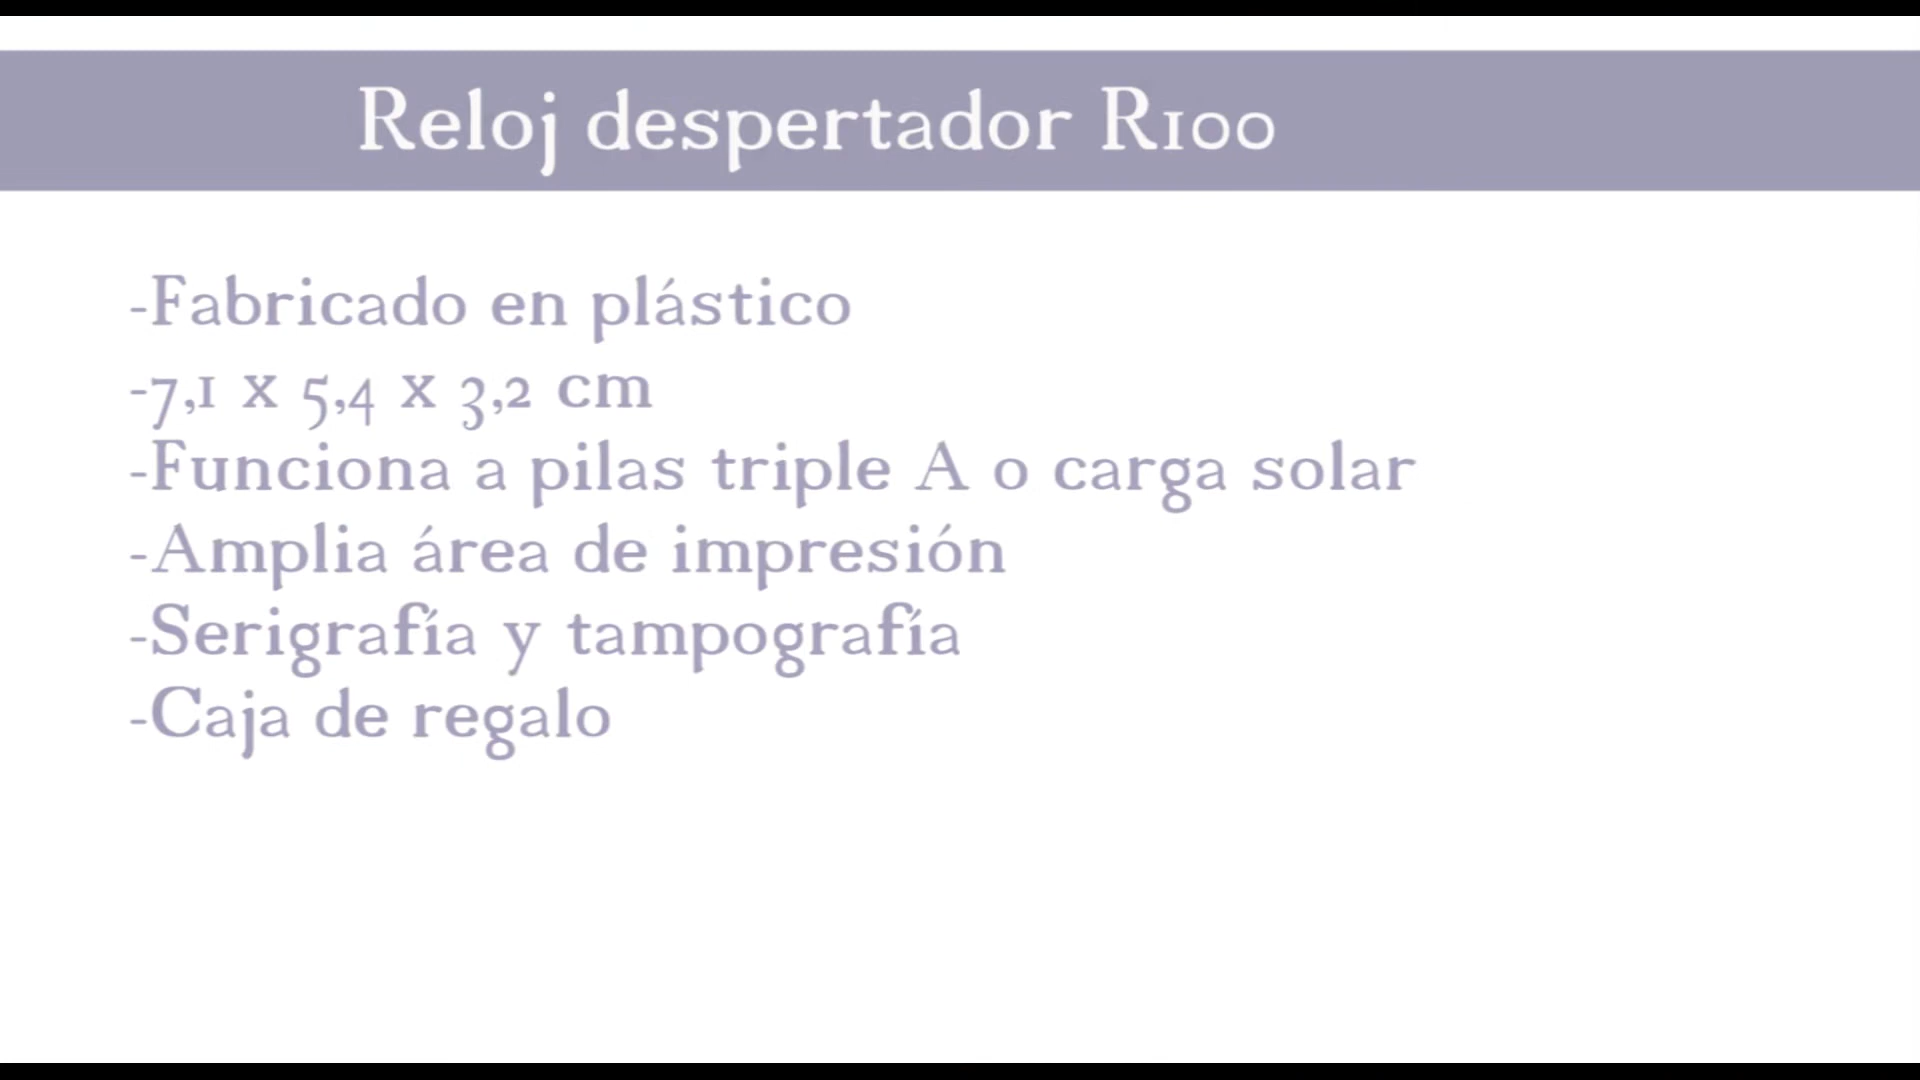 Reloj despertador R100
-Fabricado en plástico
-7,1 x 5,4 x 3,2 cm
-Funciona a pilas triple A o carga solar
-Amplia área de impresión
-Serigrafía y tampografía
-Caja de regalo